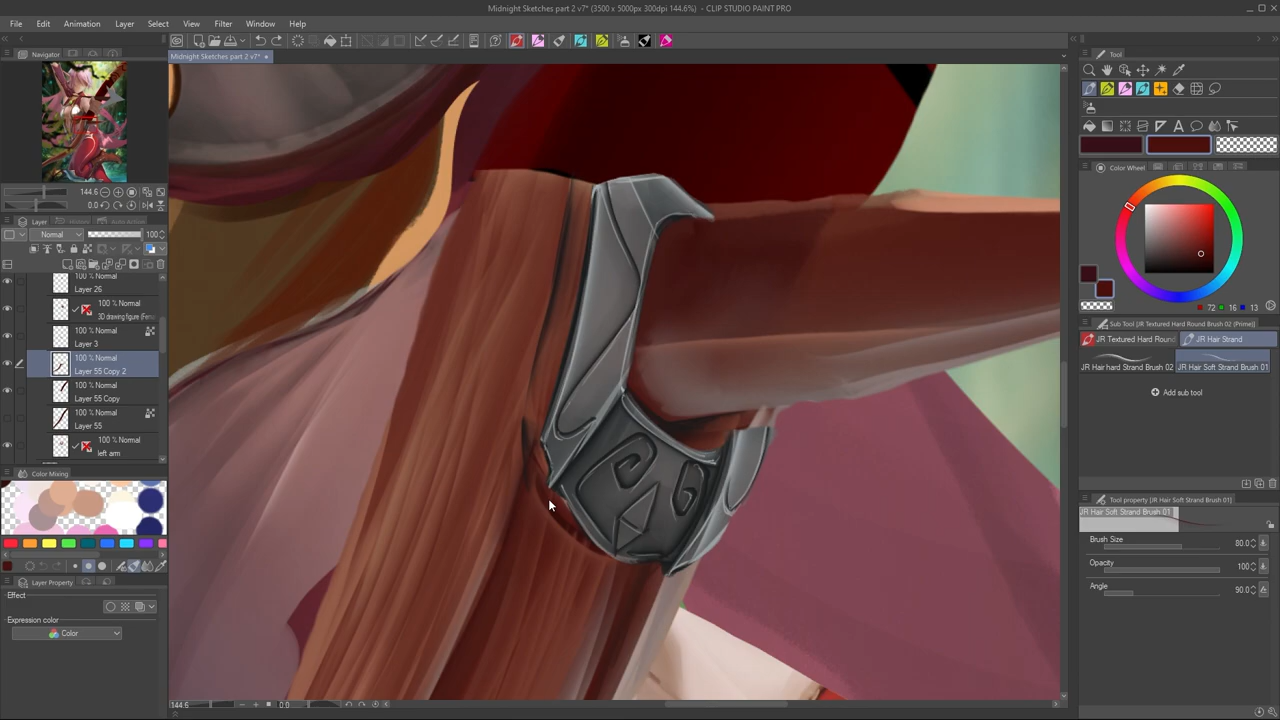 Midnight Sketches part 2 v7* (3500 x 5000px 300dpi 144.6%) - CLIP STUDIO PAINT PRO
File Edit Animation Layer Select View Filter Window Help
Navigator
Midnight Sketches part 2 v7*
Tool
144.6
0.0
Layer
Normal 100
100 % Normal
Layer 26
100 % Normal
3D drawing figure (Fem
100 % Normal
Layer 3
100 % Normal
Layer 55 Copy 2
100 % Normal
Layer 55 Copy
100 % Normal
Layer 55
100 % Normal
left arm
Color Mixing
Layer Property
Effect
Expression color
Color
144.6 0.0
Color Wheel
72 16 13
Sub Tool [JR Textured Hard Round Brush 02 (Prime)]
JR Textured Hard Round JR Hair Strand
JR Hair hard Strand Brush 02 JR Hair Soft Strand Brush 01
Add sub tool
Tool property [JR Hair Soft Strand Brush 01]
JR Hair Soft Strand Brush 01
Brush Size 80.0
Opacity 100
Angle 90.0